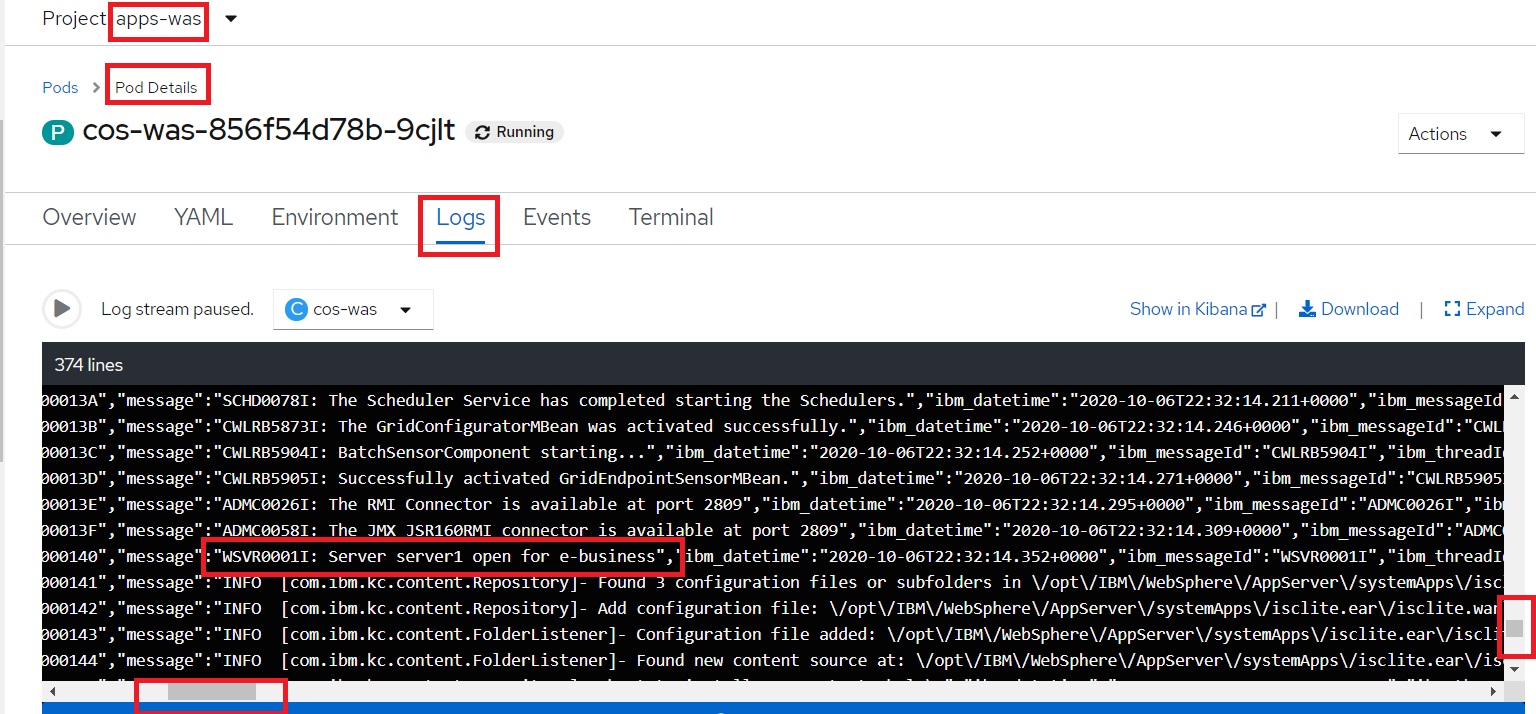 Project apps-was
Pods > Pod Details
P cos-was-856f54d78b-9cjlt Running
Actions
Overview YAML Environment Logs Events Terminal
Log stream paused. C cos-was Show in Kibana | Download | Expand
374 lines
00013A","message":"SCHD0078I: The Scheduler Service has completed starting the Schedulers.","ibm_datetime":"2020-10-06T22:32:14.211+0000","ibm_messageId
00013B","message":"CWLRB5873I: The GridConfiguratorMBean was activated successfully.","ibm_datetime":"2020-10-06T22:32:14.246+0000","ibm_messageId":"CWL
00013C","message":"CWLRB5904I: BatchSensorComponent starting...","ibm_datetime":"2020-10-06T22:32:14.252+0000","ibm_messageId":"CWLRB5904I","ibm_threadId
00013D","message":"CWLRB5905I: Successfully activated GridEndpointSensorMBean.","ibm_datetime":"2020-10-06T22:32:14.271+0000","ibm_messageId":"CWLRB5905
00013E","message":"ADMC0026I: The RMI Connector is available at port 2809","ibm_datetime":"2020-10-06T22:32:14.295+0000","ibm_messageId":"ADMC0026I","ib
00013F","message":"ADMC0058I: The JMX JSR160RMI connector is available at port 2809","ibm_datetime":"2020-10-06T22:32:14.309+0000","ibm_messageId":"ADMC
000140","message":"WSVR0001I: Server server1 open for e-business","ibm_datetime":"2020-10-06T22:32:14.352+0000","ibm_messageId":"WSVR0001I","ibm_threadId
000141","message":"INFO [com.ibm.kc.content.Repository]- Found 3 configuration files or subfolders in \/opt\/IBM\/WebSphere\/AppServer\/systemApps\/iscl
000142","message":"INFO [com.ibm.kc.content.Repository]- Add configuration file: \/opt\/IBM\/WebSphere\/AppServer\/systemApps\/isclite.ear\/isclite.war
000143","message":"INFO [com.ibm.kc.content.FolderListener]- Configuration file added: \/opt\/IBM\/WebSphere\/AppServer\/systemApps\/isclite.ear\/iscli
000144","message":"INFO [com.ibm.kc.content.FolderListener]- Found new content source at: \/opt\/IBM\/WebSphere\/AppServer\/systemApps\/isclite.ear\/is